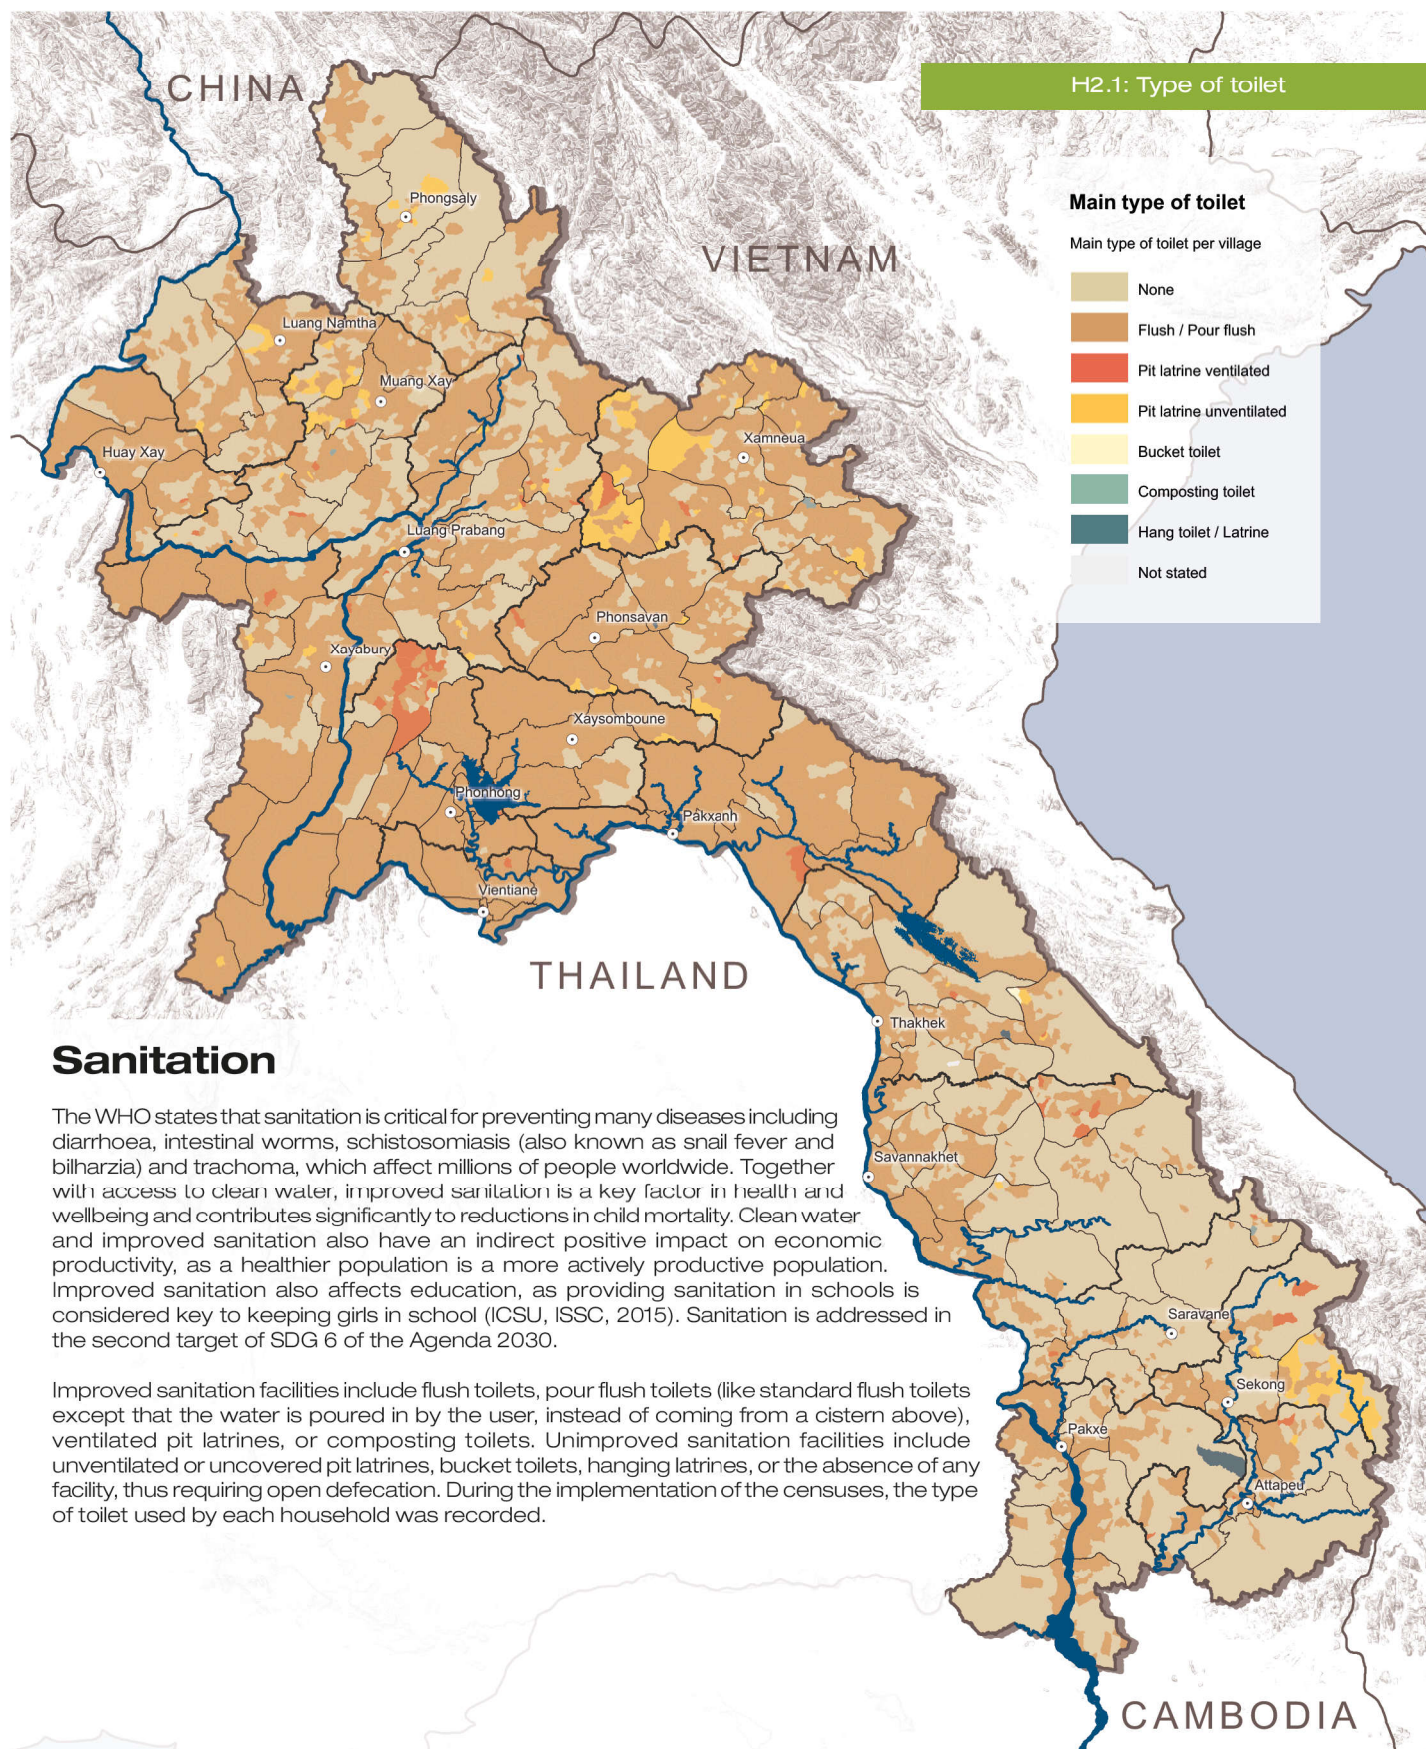 CHINA
H2.1: Type of toilet
Phongsaly
VIETNAM
Main type of toilet
Main type of toilet per village
None
Flush / Pour flush
Pit latrine ventilated
Pit latrine unventilated
Bucket toilet
Composting toilet
Hang toilet / Latrine
Not stated
Luang Namtha
Muang Xay
Huay Xay
Xamneua
Luang Prabang
Phonsavan
Xayabury
Xaysomboune
Phonhong
Pakxanh
Vientiane
THAILAND
Thakhek
Savannakhet
Saravane
Sekong
Pakxe
Attapeu
CAMBODIA
Sanitation
The WHO states that sanitation is critical for preventing many diseases including
diarrhoea, intestinal worms, schistosomiasis (also known as snail fever and
bilharzia) and trachoma, which affect millions of people worldwide. Together
with access to clean water, improved sanitation is a key factor in health and
wellbeing and contributes significantly to reductions in child mortality. Clean water
and improved sanitation also have an indirect positive impact on economic
productivity, as a healthier population is a more actively productive population.
Improved sanitation also affects education, as providing sanitation in schools is
considered key to keeping girls in school (ICSU, ISSC, 2015). Sanitation is addressed in
the second target of SDG 6 of the Agenda 2030.
Improved sanitation facilities include flush toilets, pour flush toilets (like standard flush toilets
except that the water is poured in by the user, instead of coming from a cistern above),
ventilated pit latrines, or composting toilets. Unimproved sanitation facilities include
unventilated or uncovered pit latrines, bucket toilets, hanging latrines, or the absence of any
facility, thus requiring open defecation. During the implementation of the censuses, the type
of toilet used by each household was recorded.